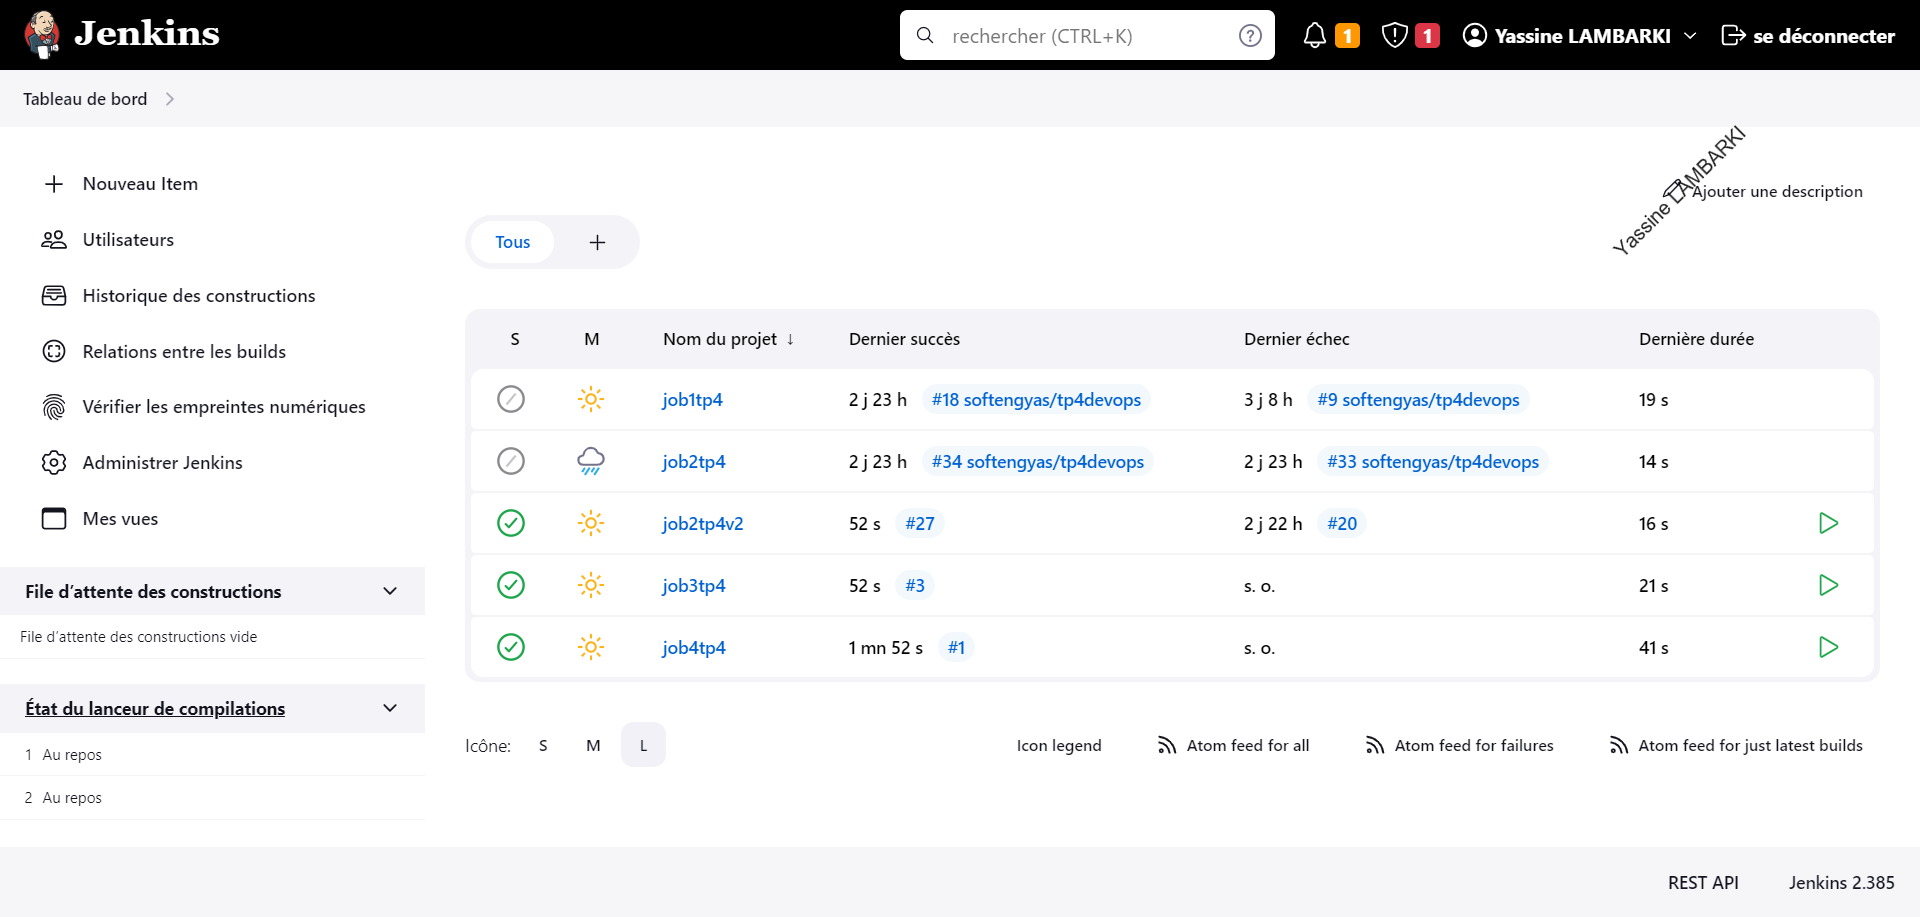 Jenkins
rechercher (CTRL+K)
?
1
1
Yassine LAMBARKI
se déconnecter
Tableau de bord
Nouveau Item
Utilisateurs
Historique des constructions
Relations entre les builds
Vérifier les empreintes numériques
Administrer Jenkins
Mes vues
File d’attente des constructions
File d’attente des constructions vide
État du lanceur de compilations
1 Au repos
2 Au repos
Yassine LAMBARKI
Ajouter une description
Tous
S M Nom du projet ↓ Dernier succès Dernier échec Dernière durée
job1tp4 2 j 23 h #18 softengyas/tp4devops 3 j 8 h #9 softengyas/tp4devops 19 s
job2tp4 2 j 23 h #34 softengyas/tp4devops 2 j 23 h #33 softengyas/tp4devops 14 s
job2tp4v2 52 s #27 2 j 22 h #20 16 s
job3tp4 52 s #3 s. o. 21 s
job4tp4 1 mn 52 s #1 s. o. 41 s
Icône: S M L
Icon legend
Atom feed for all
Atom feed for failures
Atom feed for just latest builds
REST API
Jenkins 2.385